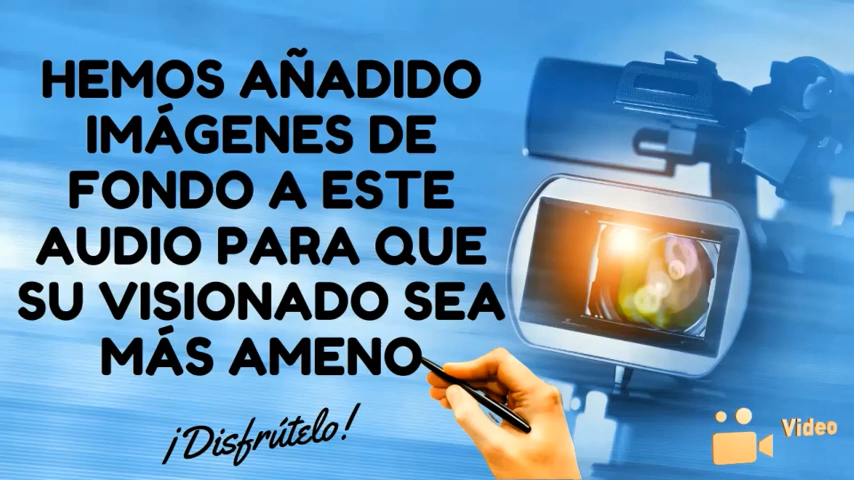 HEMOS AÑADIDO
IMÁGENES DE
FONDO A ESTE
AUDIO PARA QUE
SU VISIONADO SEA
MÁS AMENO
¡Disfrútelo!
Video